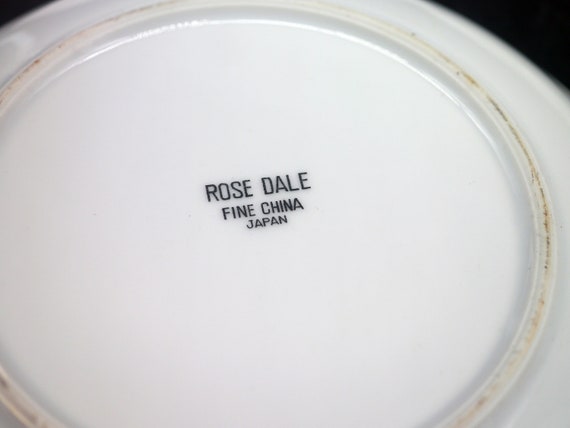 ROSE DALE
FINE CHINA
JAPAN